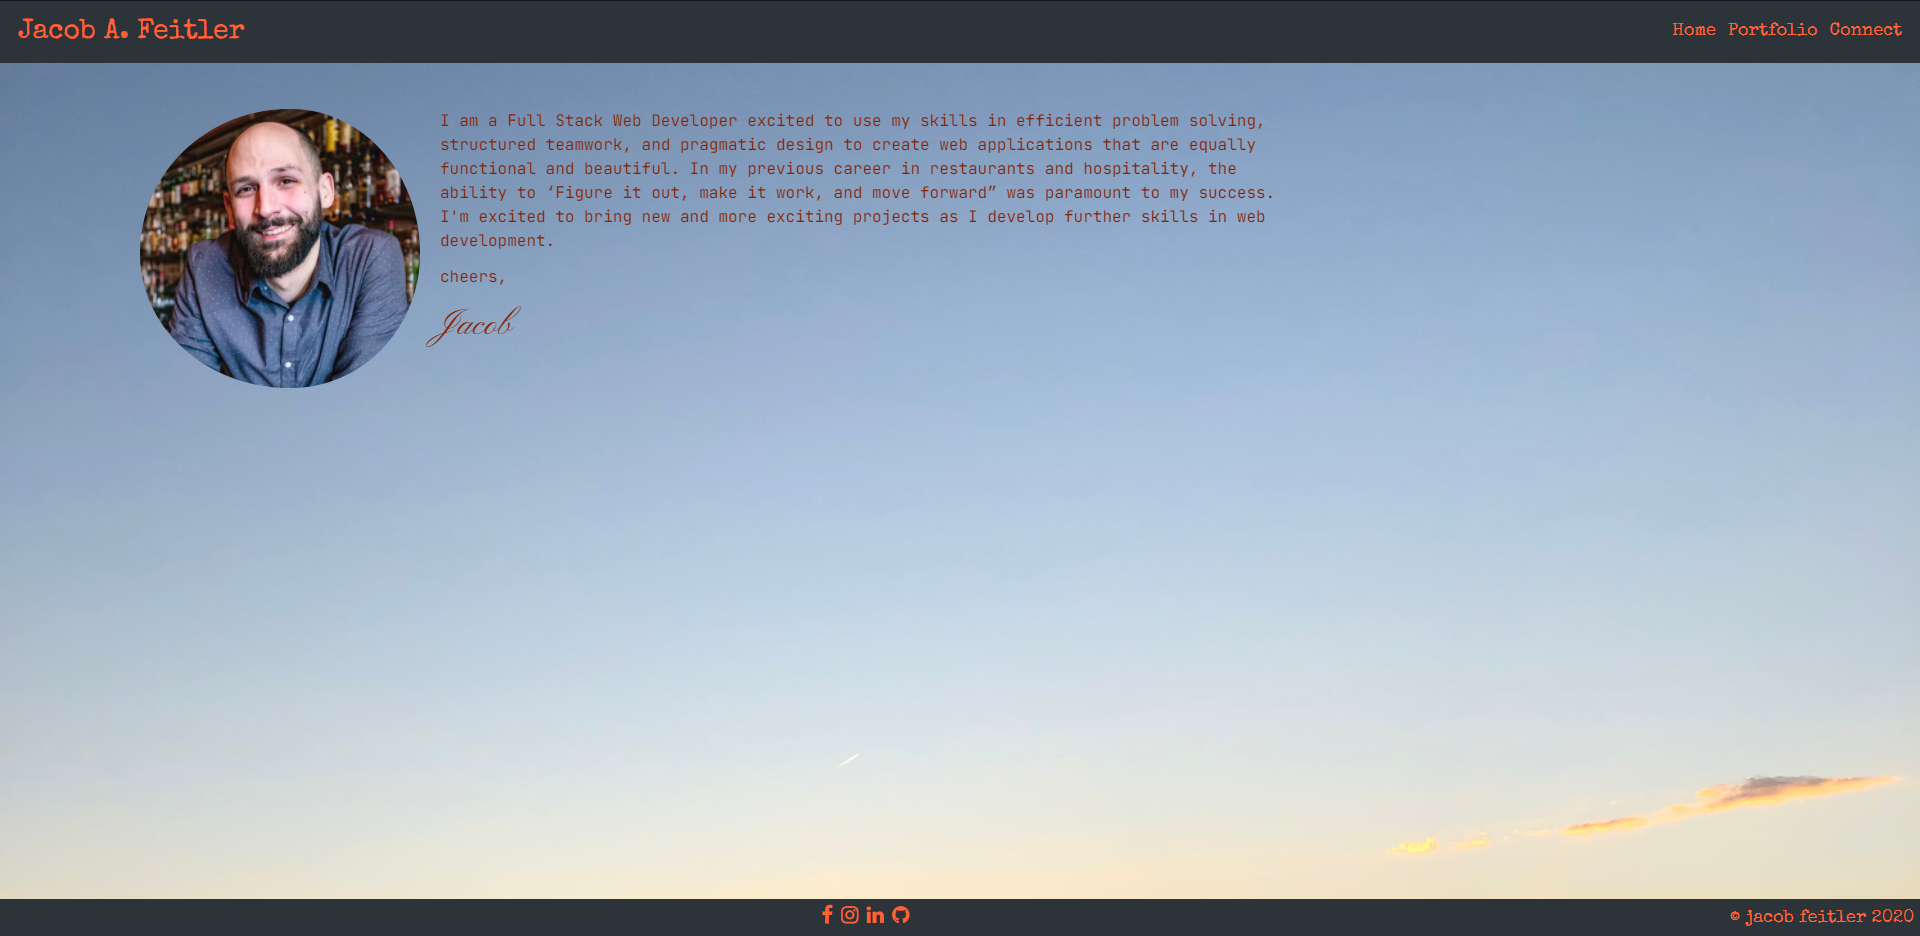 Jacob A. Feitler
Home Portfolio Connect
I am a Full Stack Web Developer excited to use my skills in efficient problem solving,
structured teamwork, and pragmatic design to create web applications that are equally
functional and beautiful. In my previous career in restaurants and hospitality, the
ability to ‘Figure it out, make it work, and move forward” was paramount to my success.
I'm excited to bring new and more exciting projects as I develop further skills in web
development.
cheers,
Jacob
© jacob feitler 2020